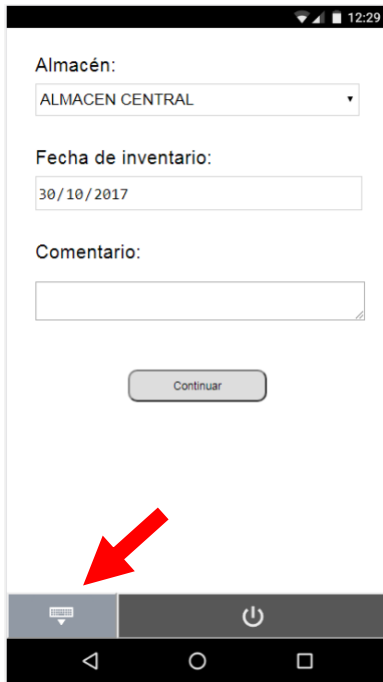 12:29
Almacén:
ALMACEN CENTRAL
Fecha de inventario:
30/10/2017
Comentario:
Continuar